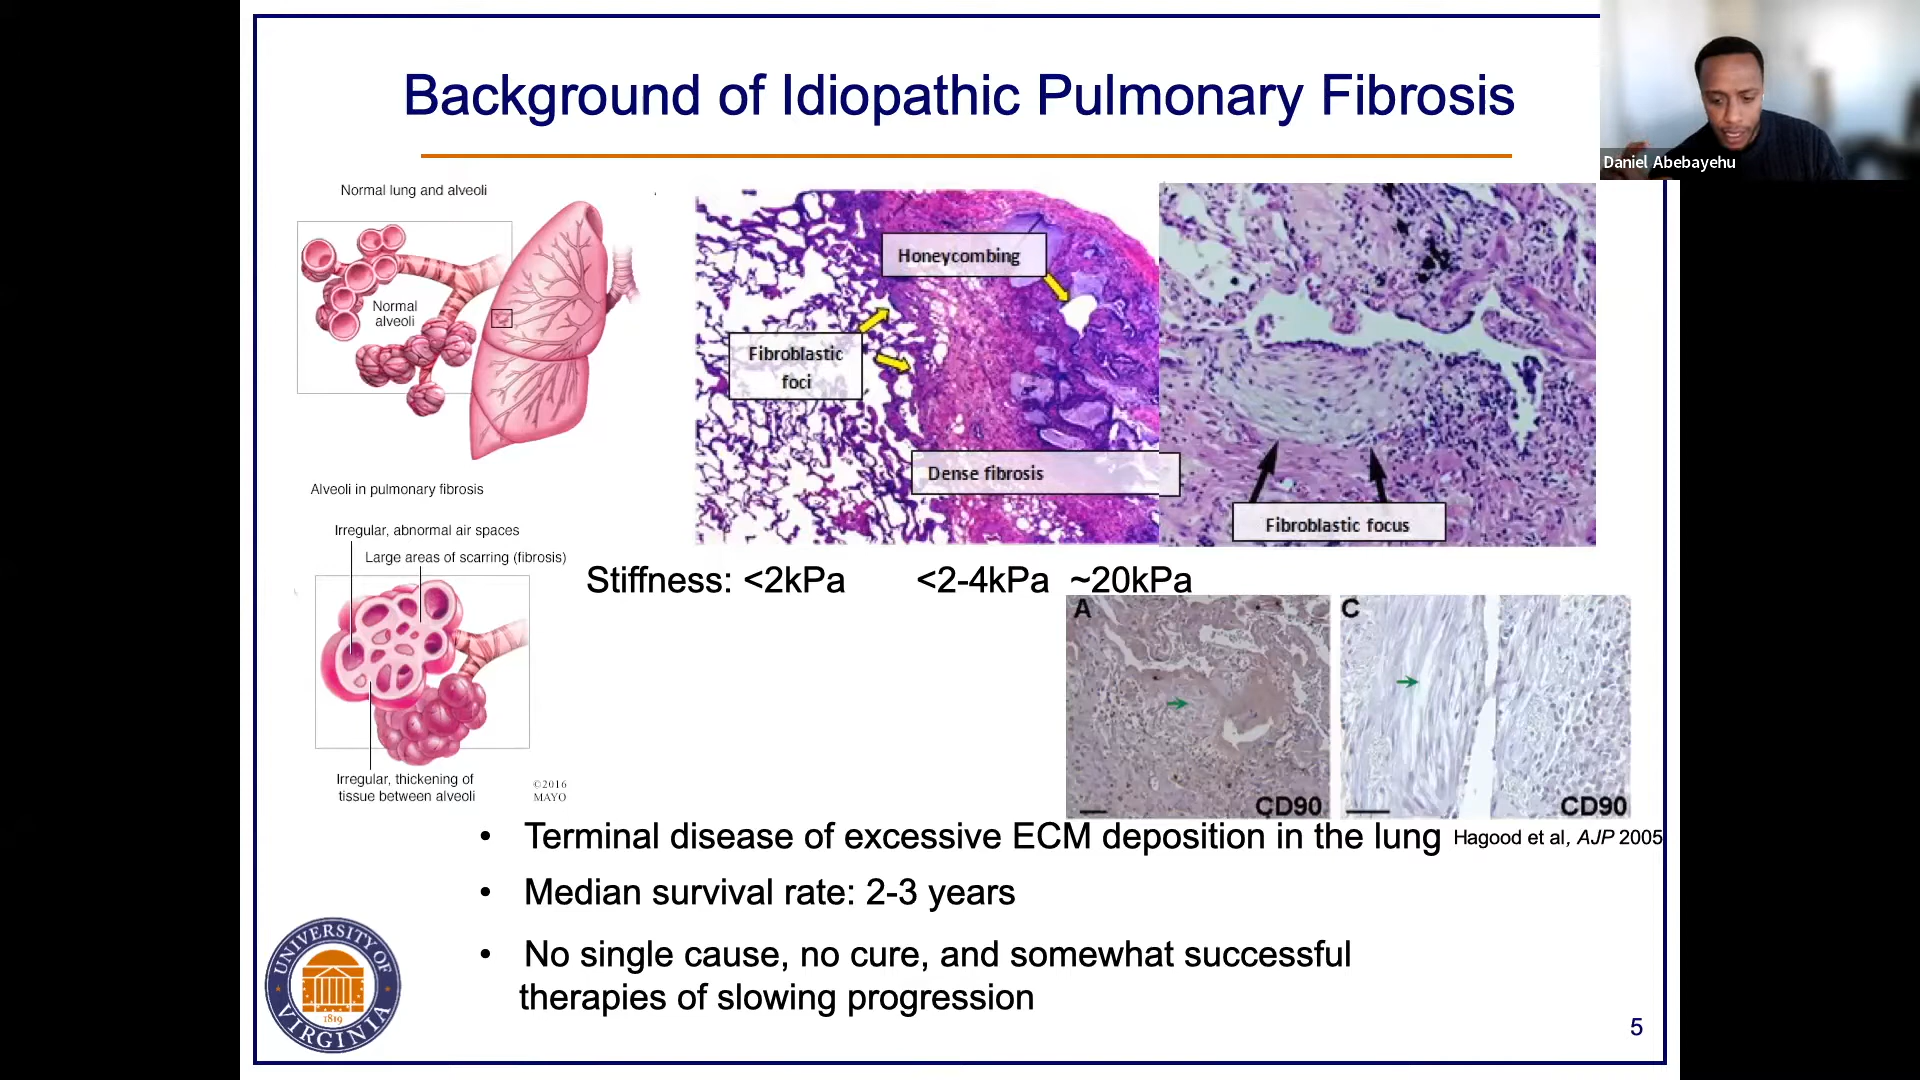 Background of Idiopathic Pulmonary Fibrosis
Daniel Abebayehu
Normal lung and alveoli
Normal
alveoli
Alveoli in pulmonary fibrosis
Irregular, abnormal air spaces
Large areas of scarring (fibrosis)
Irregular, thickening of
tissue between alveoli
©2016
MAYO
Honeycombing
Fibroblastic
foci
Dense fibrosis
Fibroblastic focus
Stiffness: <2kPa <2-4kPa ~20kPa
A
CD90
C
CD90
• Terminal disease of excessive ECM deposition in the lung
Hagood et al, AJP 2005
• Median survival rate: 2-3 years
• No single cause, no cure, and somewhat successful
therapies of slowing progression
UNIVERSITY OF
VIRGINIA
1819
5